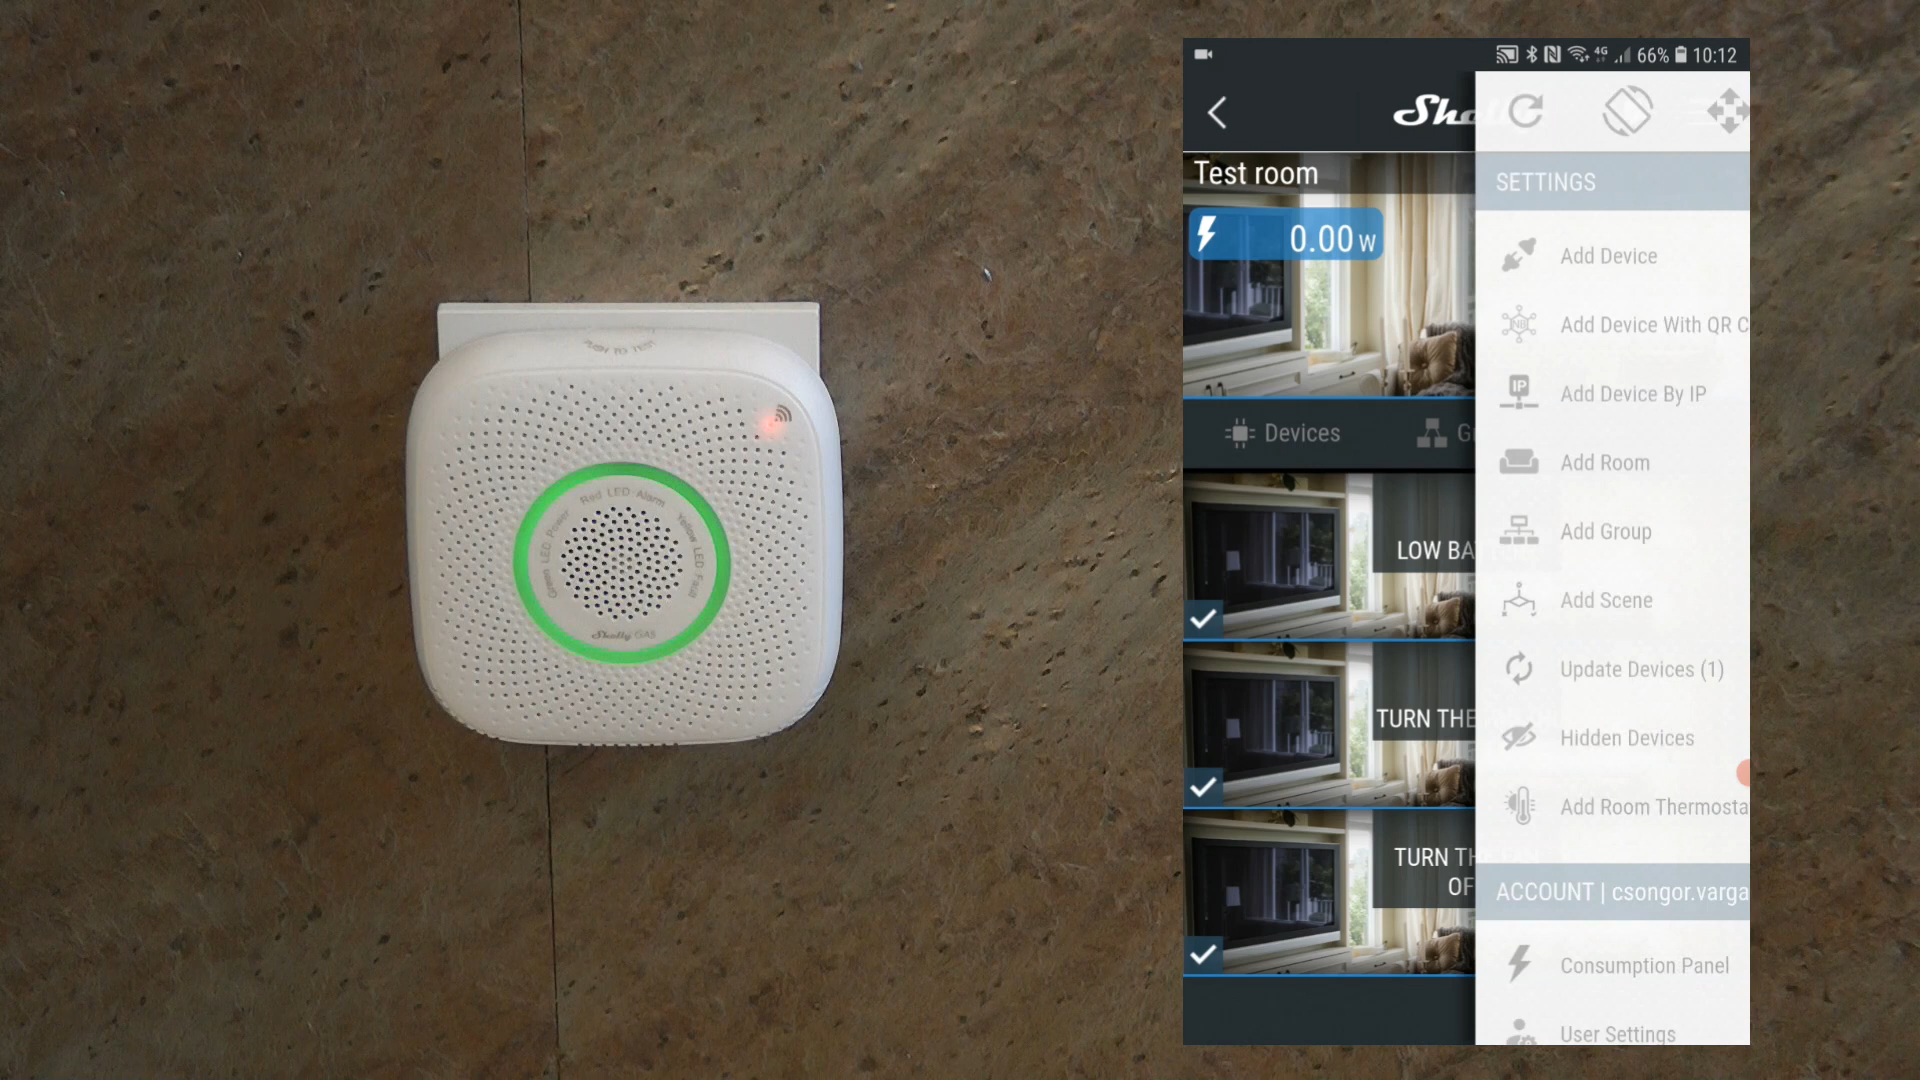 PUSH TO TEST
Green LED Power
Red LED Alarm
Yellow LED Fault
Shelly GAS
4G
66%
10:12
Test room
0.00 W
Devices
LOW BA
TURN THE
TURN TH
OF
SETTINGS
Add Device
NB
Add Device With QR C
IP
Add Device By IP
Add Room
Add Group
Add Scene
Update Devices (1)
Hidden Devices
Add Room Thermosta
ACCOUNT | csongor.varga
Consumption Panel
User Settings